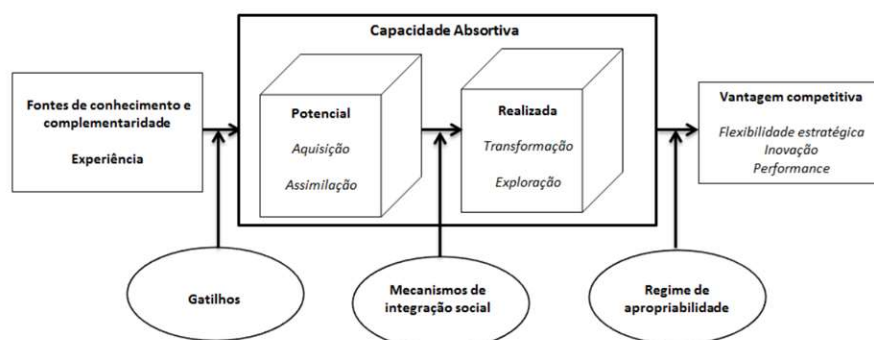 Capacidade Absortiva
Fontes de conhecimento e
complementaridade
Experiência
Potencial
Aquisição
Assimilação
Realizada
Transformação
Exploração
Vantagem competitiva
Flexibilidade estratégica
Inovação
Performance
Gatilhos
Mecanismos de
integração social
Regime de
apropriabilidade